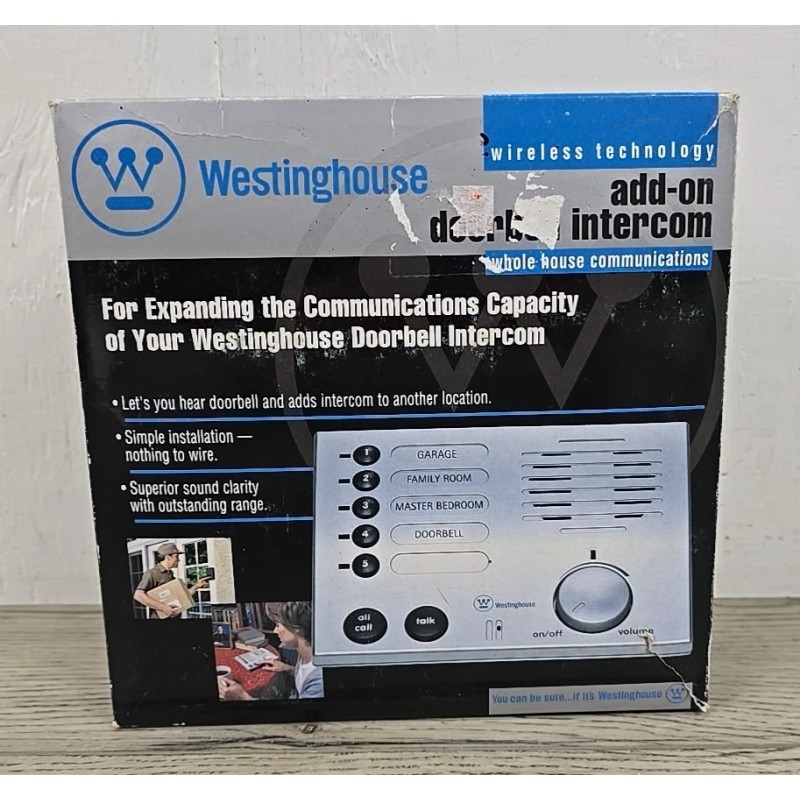 Westinghouse
wireless technology
add-on
doorbell intercom
whole house communications
For Expanding the Communications Capacity
of Your Westinghouse Doorbell Intercom
• Let's you hear doorbell and adds intercom to another location.
• Simple installation —
nothing to wire.
• Superior sound clarity
with outstanding range.
1 GARAGE
2 FAMILY ROOM
3 MASTER BEDROOM
4 DOORBELL
5
all call
talk
Westinghouse
on/off
volume
You can be sure...if it's Westinghouse